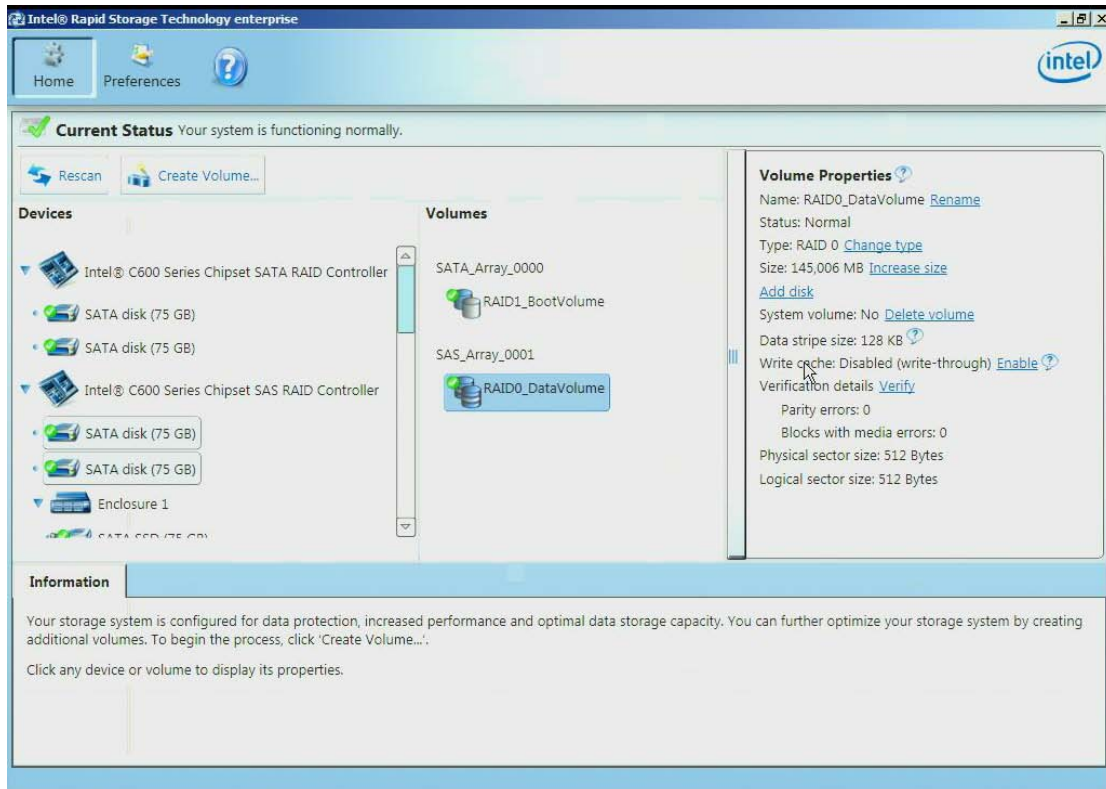 Intel® Rapid Storage Technology enterprise
Home
Preferences
?
intel
Current Status Your system is functioning normally.
Rescan
Create Volume...
Devices
Intel® C600 Series Chipset SATA RAID Controller
SATA disk (75 GB)
SATA disk (75 GB)
Intel® C600 Series Chipset SAS RAID Controller
SATA disk (75 GB)
SATA disk (75 GB)
Enclosure 1
SATA SSD (75 GB)
Volumes
SATA_Array_0000
RAID1_BootVolume
SAS_Array_0001
RAID0_DataVolume
Volume Properties ?
Name: RAID0_DataVolume Rename
Status: Normal
Type: RAID 0 Change type
Size: 145,006 MB Increase size
Add disk
System volume: No Delete volume
Data stripe size: 128 KB ?
Write cache: Disabled (write-through) Enable ?
Verification details Verify
Parity errors: 0
Blocks with media errors: 0
Physical sector size: 512 Bytes
Logical sector size: 512 Bytes
Information
Your storage system is configured for data protection, increased performance and optimal data storage capacity. You can further optimize your storage system by creating
additional volumes. To begin the process, click 'Create Volume...'.
Click any device or volume to display its properties.